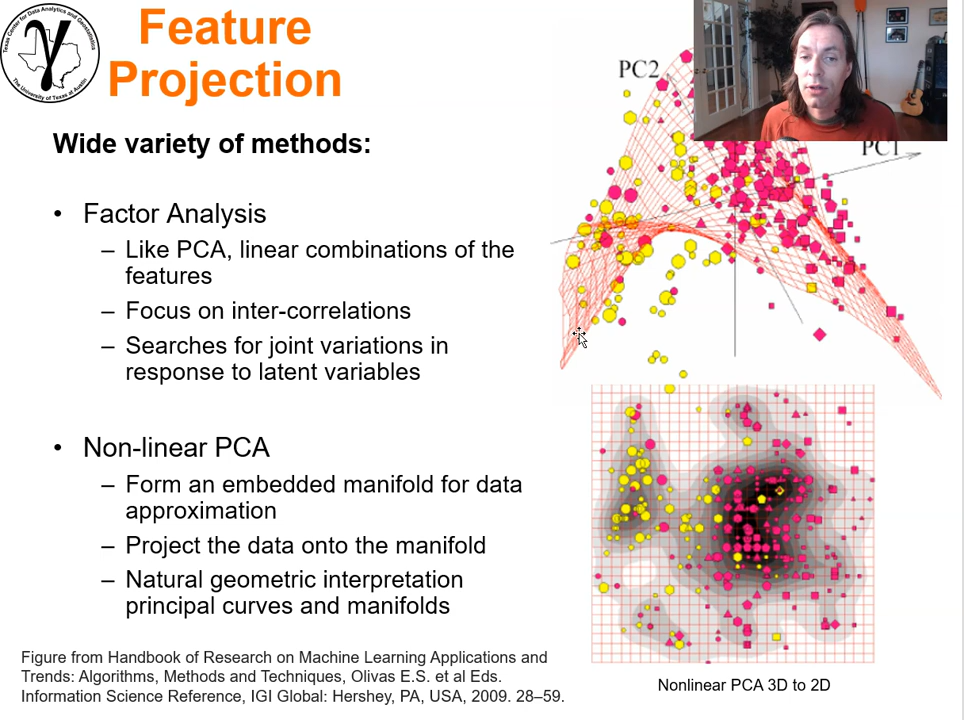 Texas Center for Data Analytics and Geostatistics
The University of Texas at Austin
γ
Feature
Projection
Wide variety of methods:
• Factor Analysis
– Like PCA, linear combinations of the
features
– Focus on inter-correlations
– Searches for joint variations in
response to latent variables
• Non-linear PCA
– Form an embedded manifold for data
approximation
– Project the data onto the manifold
– Natural geometric interpretation
principal curves and manifolds
Figure from Handbook of Research on Machine Learning Applications and
Trends: Algorithms, Methods and Techniques, Olivas E.S. et al Eds.
Information Science Reference, IGI Global: Hershey, PA, USA, 2009. 28–59.
PC2
PC1
Nonlinear PCA 3D to 2D